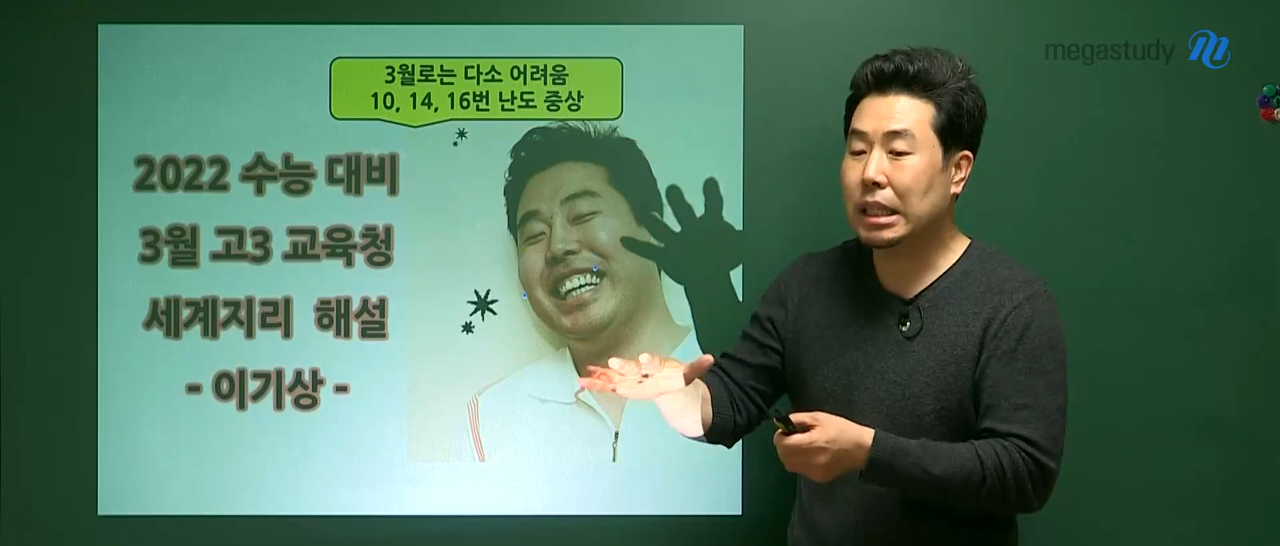 megastudy
3월로는 다소 어려움
10, 14, 16번 난도 중상
2022 수능 대비
3월 고3 교육청
세계지리 해설
- 이기상 -